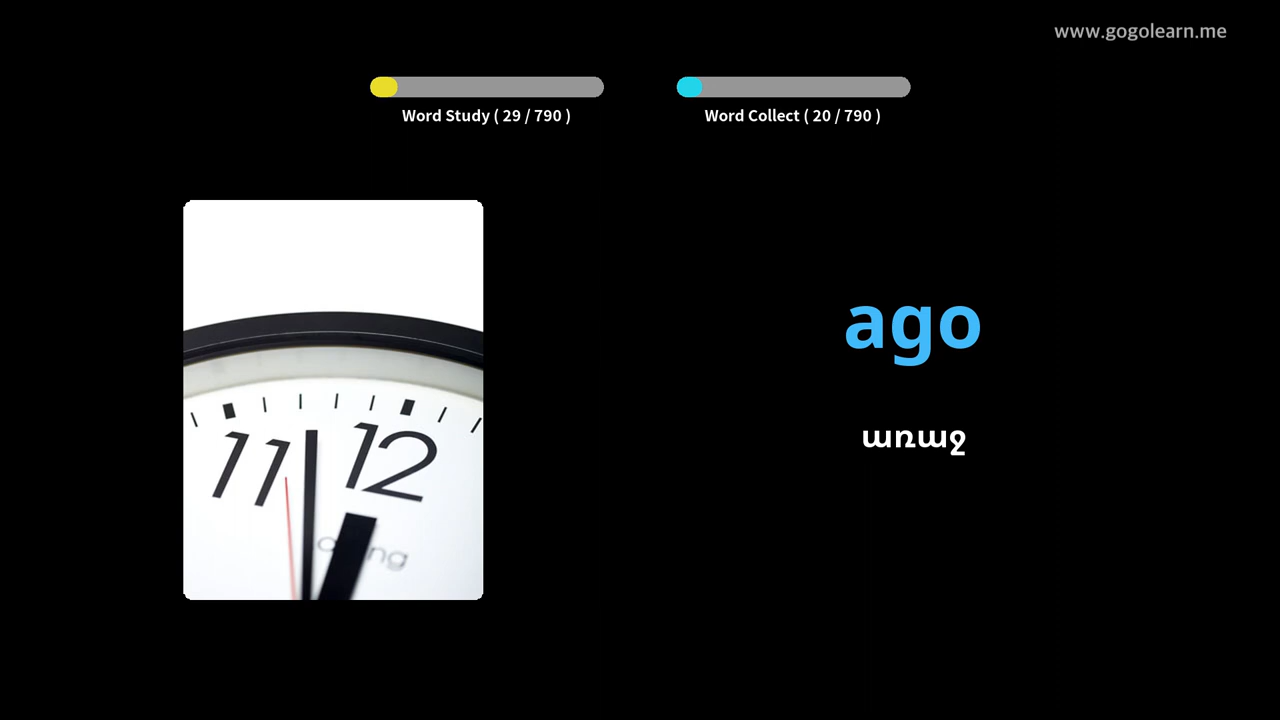 www.gogolearn.me
Word Study ( 29 / 790 )
Word Collect ( 20 / 790 )
11
12
ago
առաջ